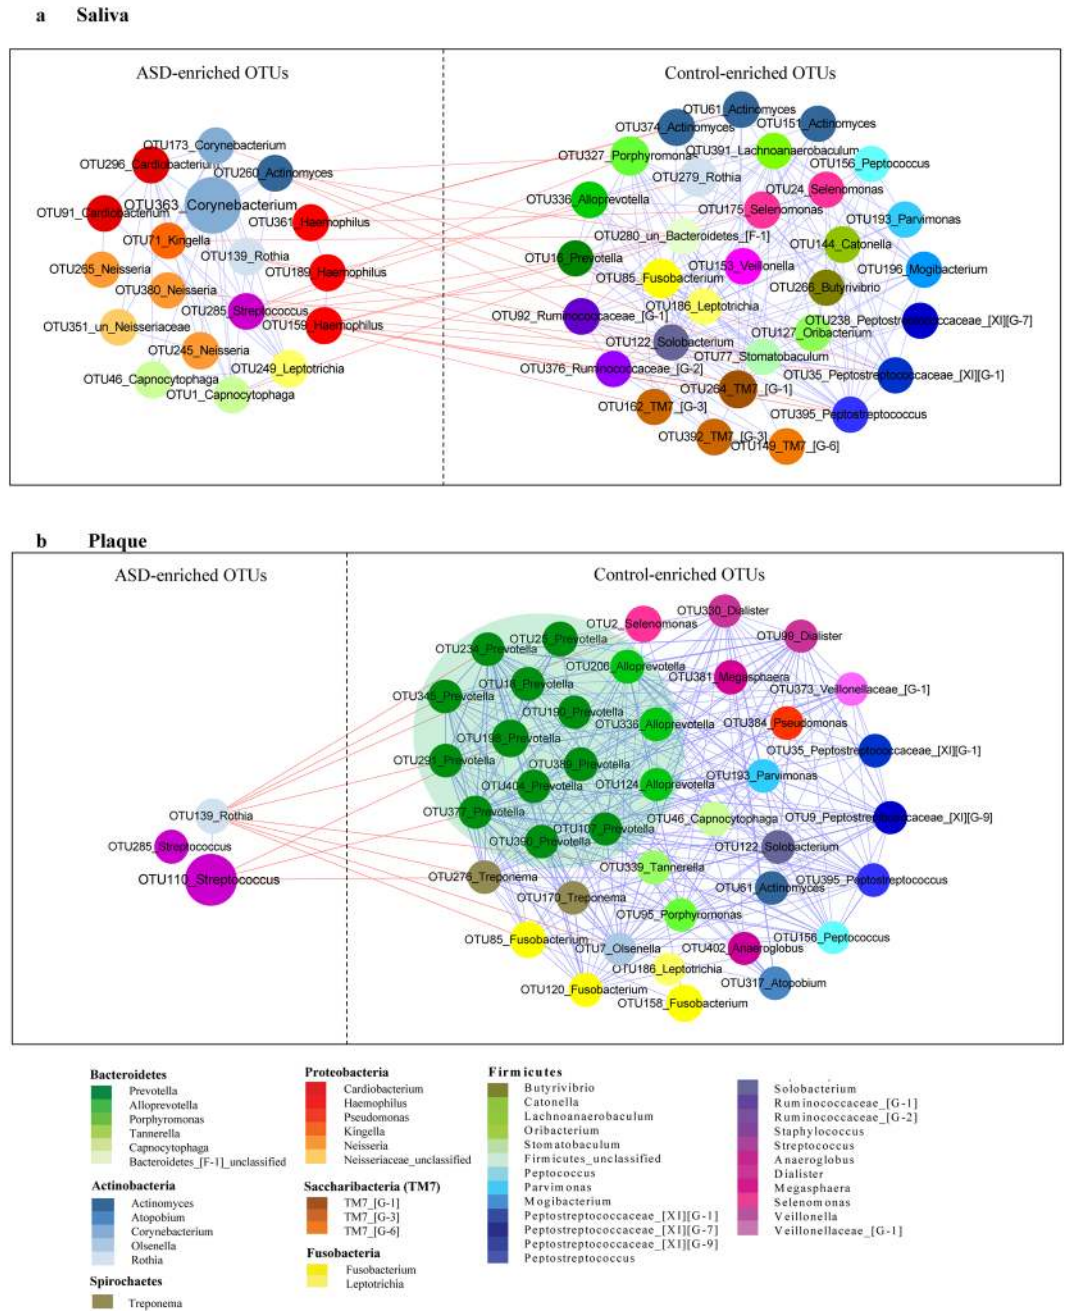 a Saliva
ASD-enriched OTUs
Control-enriched OTUs
OTU173_Corynebacterium
OTU296_Cardiobacterium
OTU260_Actinomyces
OTU363_Corynebacterium
OTU91_Cardiobacterium
OTU361_Haemophilus
OTU71_Kingella
OTU139_Rothia
OTU265_Neisseria
OTU189_Haemophilus
OTU380_Neisseria
OTU285_Streptococcus
OTU351_un_Neisseriaceae
OTU159_Haemophilus
OTU245_Neisseria
OTU249_Leptotrichia
OTU46_Capnocytophaga
OTU1_Capnocytophaga
OTU61_Actinomyces
OTU374_Actinomyces
OTU151_Actinomyces
OTU327_Porphyromonas
OTU391_Lachnoanaerobaculum
OTU156_Peptococcus
OTU279_Rothia
OTU24_Selenomonas
OTU336_Alloprevotella
OTU175_Selenomonas
OTU193_Parvimonas
OTU280_un_Bacteroidetes_[F-1]
OTU144_Catonella
OTU16_Prevotella
OTU153_Veillonella
OTU196_Mogibacterium
OTU85_Fusobacterium
OTU266_Butyrivibrio
OTU186_Leptotrichia
OTU92_Ruminococcaceae_[G-1]
OTU238_Peptostreptococcaceae_[XI][G-7]
OTU127_Oribacterium
OTU122_Solobacterium
OTU77_Stomatobaculum
OTU376_Ruminococcaceae_[G-2]
OTU35_Peptostreptococcaceae_[XI][G-1]
OTU264_TM7_[G-1]
OTU162_TM7_[G-3]
OTU395_Peptostreptococcus
OTU392_TM7_[G-3]
OTU149_TM7_[G-6]
b Plaque
ASD-enriched OTUs
Control-enriched OTUs
OTU139_Rothia
OTU285_Streptococcus
OTU110_Streptococcus
OTU330_Dialister
OTU2_Selenomonas
OTU25_Prevotella
OTU99_Dialister
OTU234_Prevotella
OTU206_Alloprevotella
OTU381_Megasphaera
OTU18_Prevotella
OTU373_Veillonellaceae_[G-1]
OTU345_Prevotella
OTU190_Prevotella
OTU336_Alloprevotella
OTU384_Pseudomonas
OTU198_Prevotella
OTU35_Peptostreptococcaceae_[XI][G-1]
OTU291_Prevotella
OTU389_Prevotella
OTU193_Parvimonas
OTU404_Prevotella
OTU124_Alloprevotella
OTU377_Prevotella
OTU46_Capnocytophaga
OTU9_Peptostreptococcaceae_[XI][G-9]
OTU107_Prevotella
OTU390_Prevotella
OTU122_Solobacterium
OTU339_Tannerella
OTU276_Treponema
OTU61_Actinomyces
OTU395_Peptostreptococcus
OTU170_Treponema
OTU95_Porphyromonas
OTU85_Fusobacterium
OTU7_Olsenella
OTU402_Anaeroglobus
OTU156_Peptococcus
OTU186_Leptotrichia
OTU317_Atopobium
OTU120_Fusobacterium
OTU158_Fusobacterium
Bacteroidetes
Prevotella
Alloprevotella
Porphyromonas
Tannerella
Capnocytophaga
Bacteroidetes_[F-1]_unclassified
Actinobacteria
Actinomyces
Atopobium
Corynebacterium
Olsenella
Rothia
Spirochaetes
Treponema
Proteobacteria
Cardiobacterium
Haemophilus
Pseudomonas
Kingella
Neisseria
Neisseriaceae_unclassified
Saccharibacteria (TM7)
TM7_[G-1]
TM7_[G-3]
TM7_[G-6]
Fusobacteria
Fusobacterium
Leptotrichia
Firmicutes
Butyrivibrio
Catonella
Lachnoanaerobaculum
Oribacterium
Stomatobaculum
Firmicutes_unclassified
Peptococcus
Parvimonas
Mogibacterium
Peptostreptococcaceae_[XI][G-1]
Peptostreptococcaceae_[XI][G-7]
Peptostreptococcaceae_[XI][G-9]
Peptostreptococcus
Solobacterium
Ruminococcaceae_[G-1]
Ruminococcaceae_[G-2]
Staphylococcus
Streptococcus
Anaeroglobus
Dialister
Megasphaera
Selenomonas
Veillonella
Veillonellaceae_[G-1]